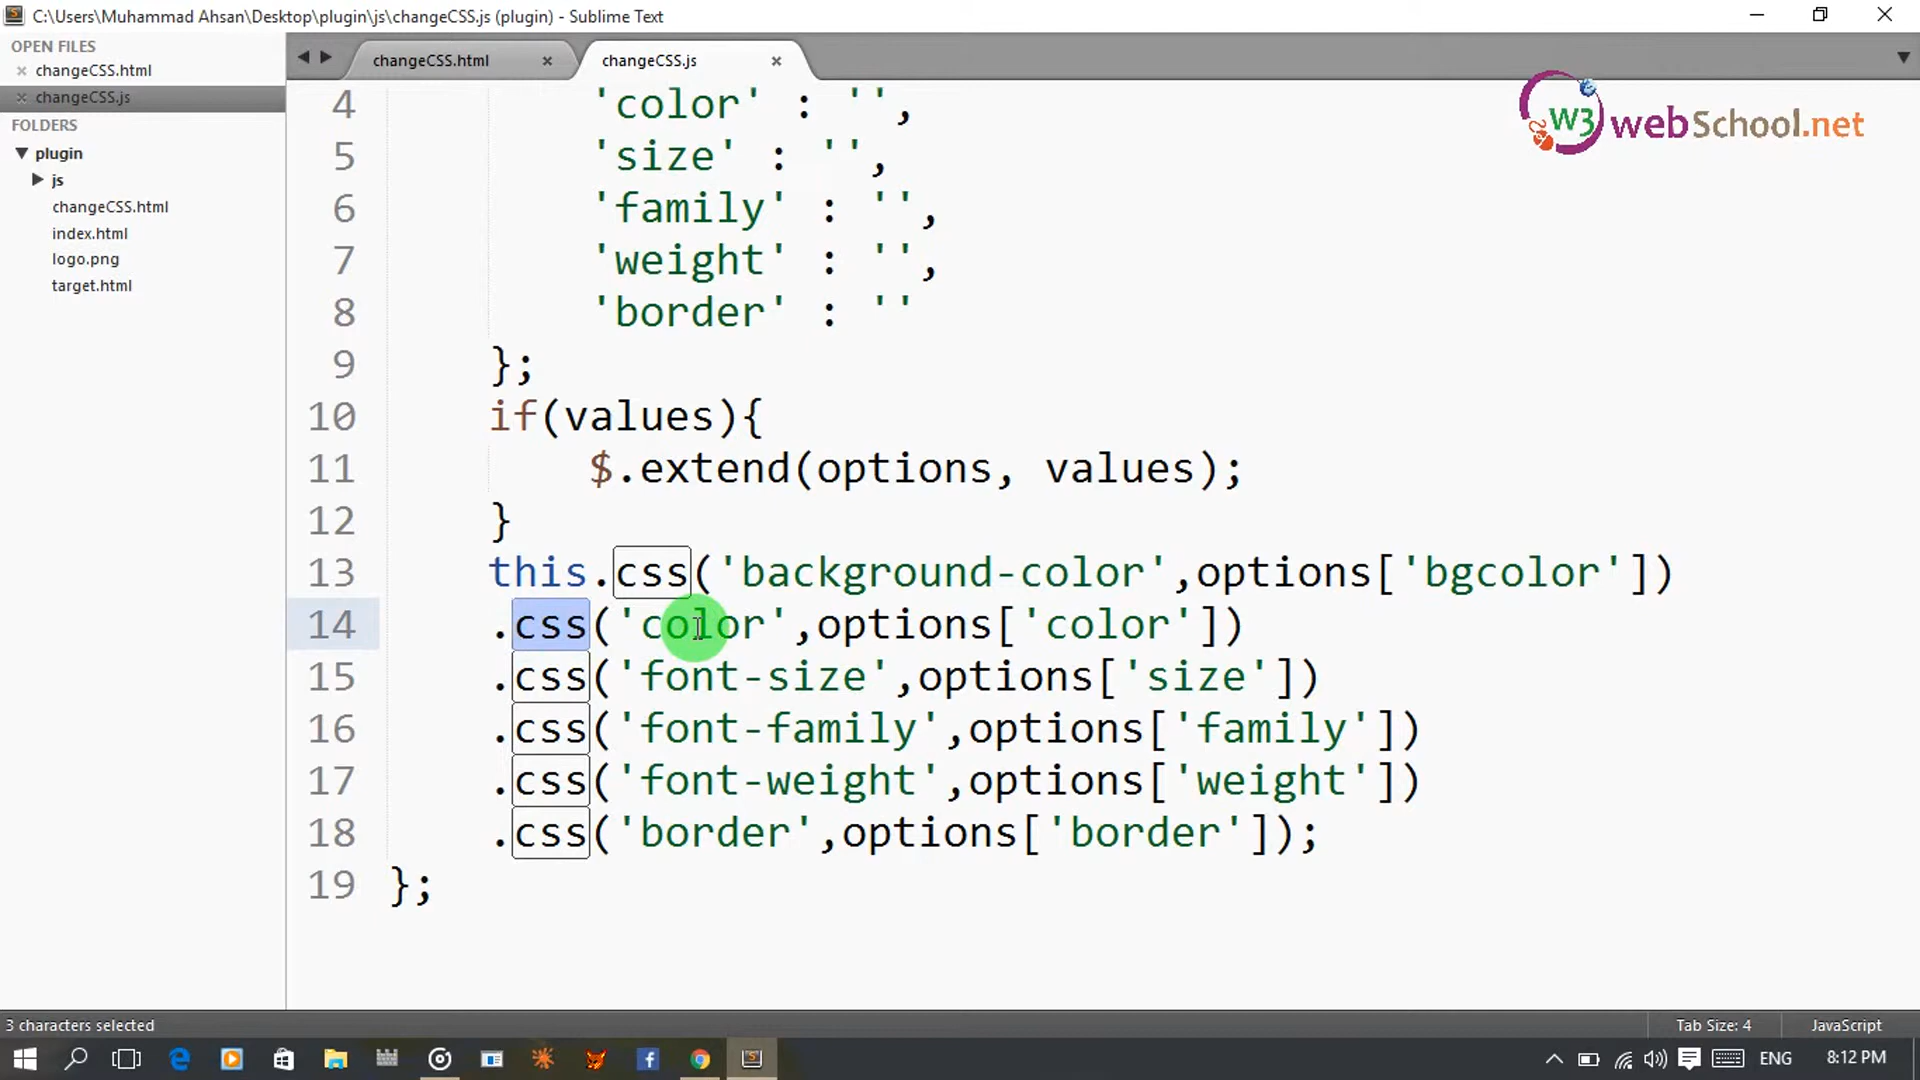 C:\Users\Muhammad Ahsan\Desktop\plugin\js\changeCSS.js (plugin) - Sublime Text
OPEN FILES
changeCSS.html
changeCSS.js
FOLDERS
plugin
js
changeCSS.html
index.html
logo.png
target.html
changeCSS.html
changeCSS.js
W3 webSchool.net
4 'color' : '',
5 'size' : '',
6 'family' : '',
7 'weight' : '',
8 'border' : ''
9 };
10 if(values){
11 $.extend(options, values);
12 }
13 this.css('background-color',options['bgcolor'])
14 .css('color',options['color'])
15 .css('font-size',options['size'])
16 .css('font-family',options['family'])
17 .css('font-weight',options['weight'])
18 .css('border',options['border']);
19 };
3 characters selected
Tab Size: 4
JavaScript
ENG
8:12 PM